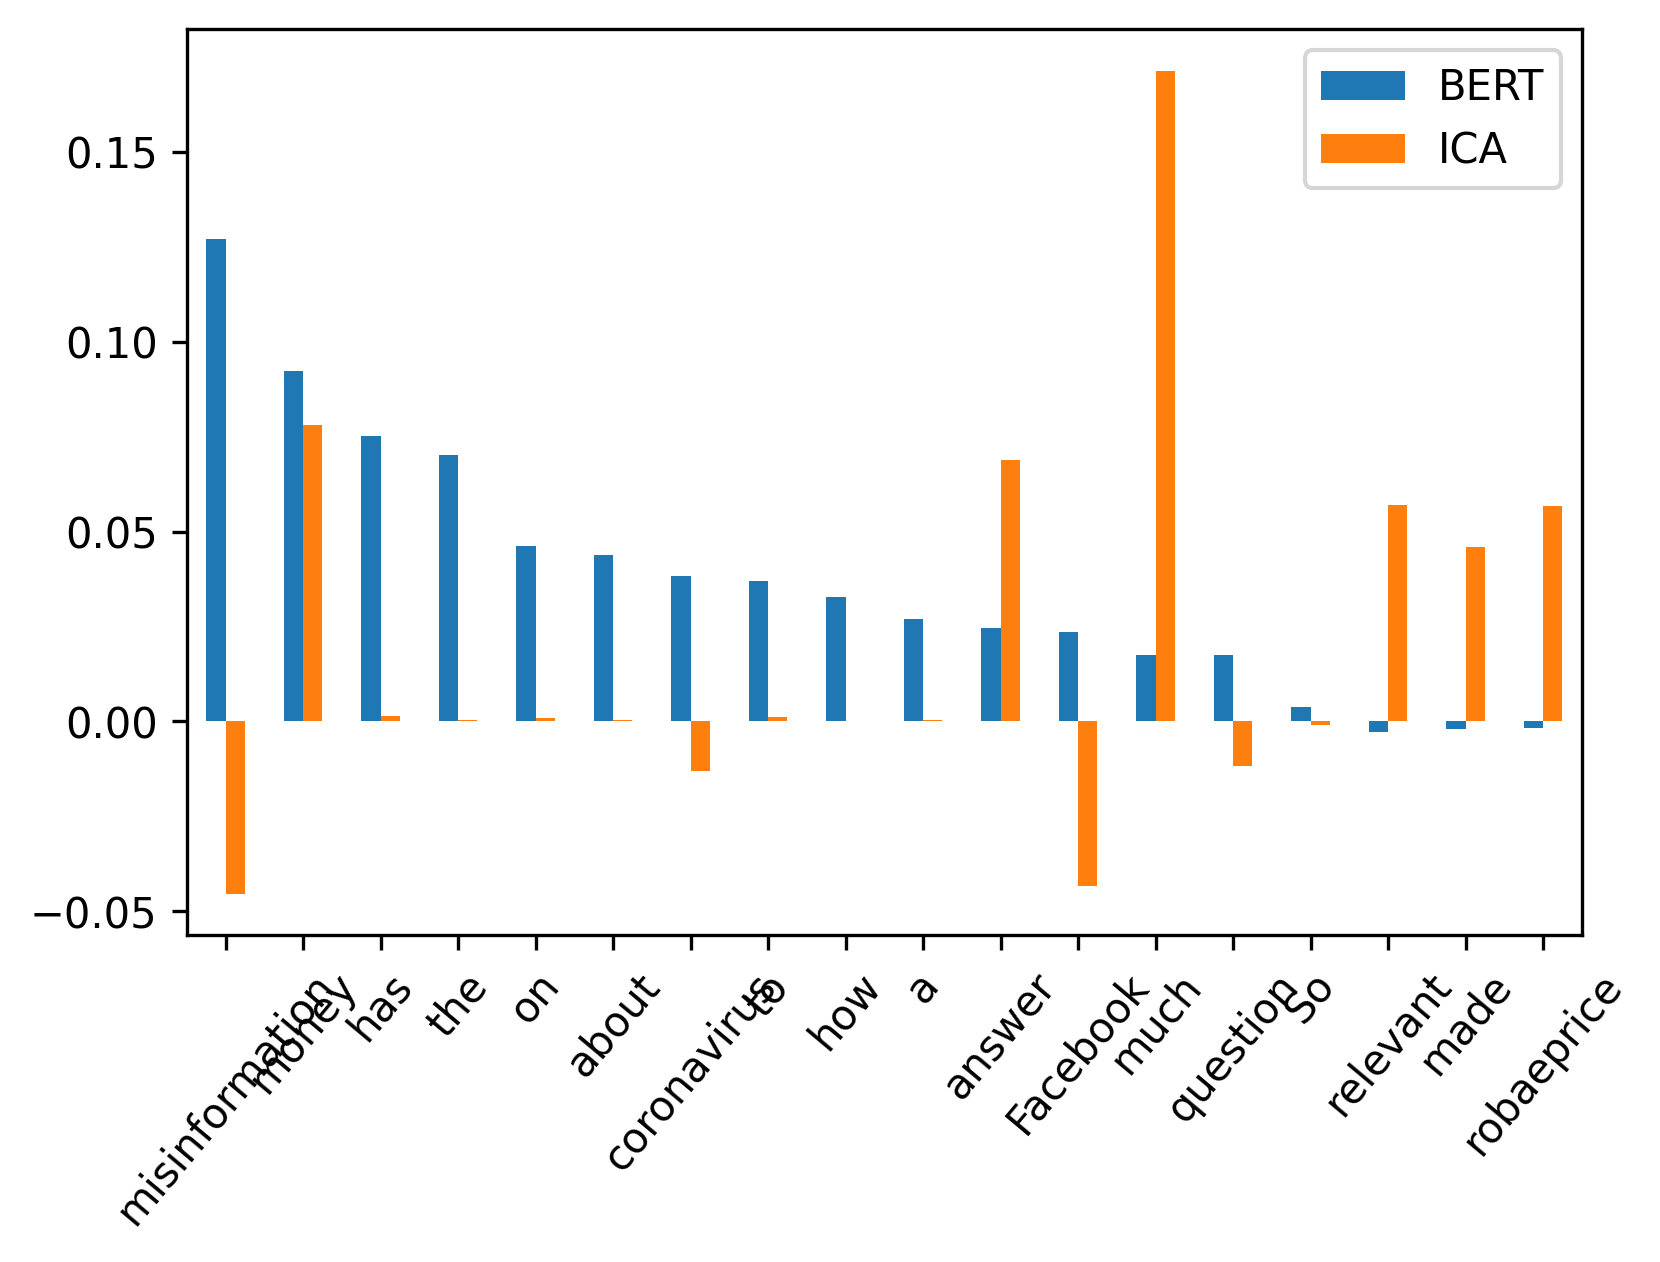 BERT
ICA
0.15
0.10
0.05
0.00
−0.05
misinformation
money
has
the
on
about
coronavirus
to
how
a
answer
Facebook
much
question
So
relevant
made
robaeprice